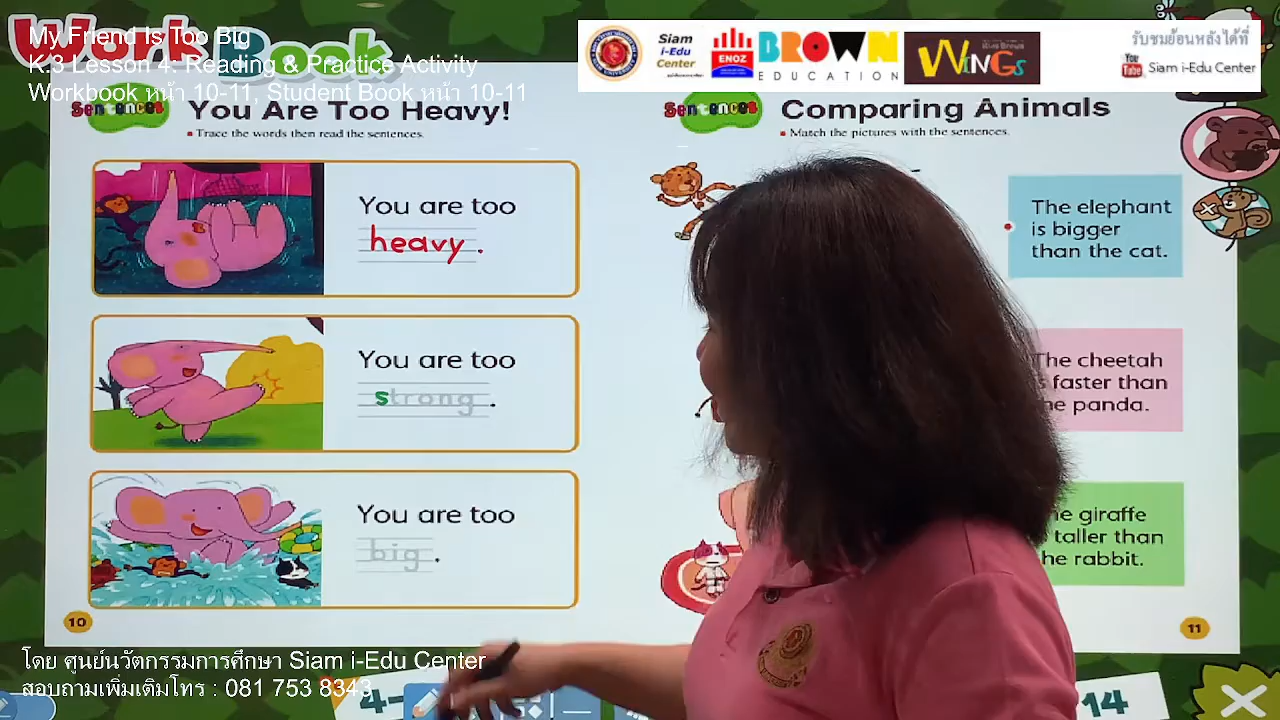 Work Book
My Friend Is Too Big
K.3 Lesson 4: Reading & Practice Activity
Workbook หน้า 10-11, Student Book หน้า 10-11
Siam
i-Edu
Center
ENOZ
BROWN
EDUCATION
WiNGs
รับชมย้อนหลังได้ที่
You Tube Siam i-Edu Center
Sentences You Are Too Heavy!
Trace the words then read the sentences.
You are too
heavy.
You are too
strong.
You are too
big.
10
Sentences Comparing Animals
Match the pictures with the sentences.
The elephant
is bigger
than the cat.
The cheetah
faster than
panda.
giraffe
taller than
rabbit.
11
โดย ศูนย์นวัตกรรมการศึกษา Siam i-Edu Center
สอบถามเพิ่มเติมโทร : 081 753 8343
14